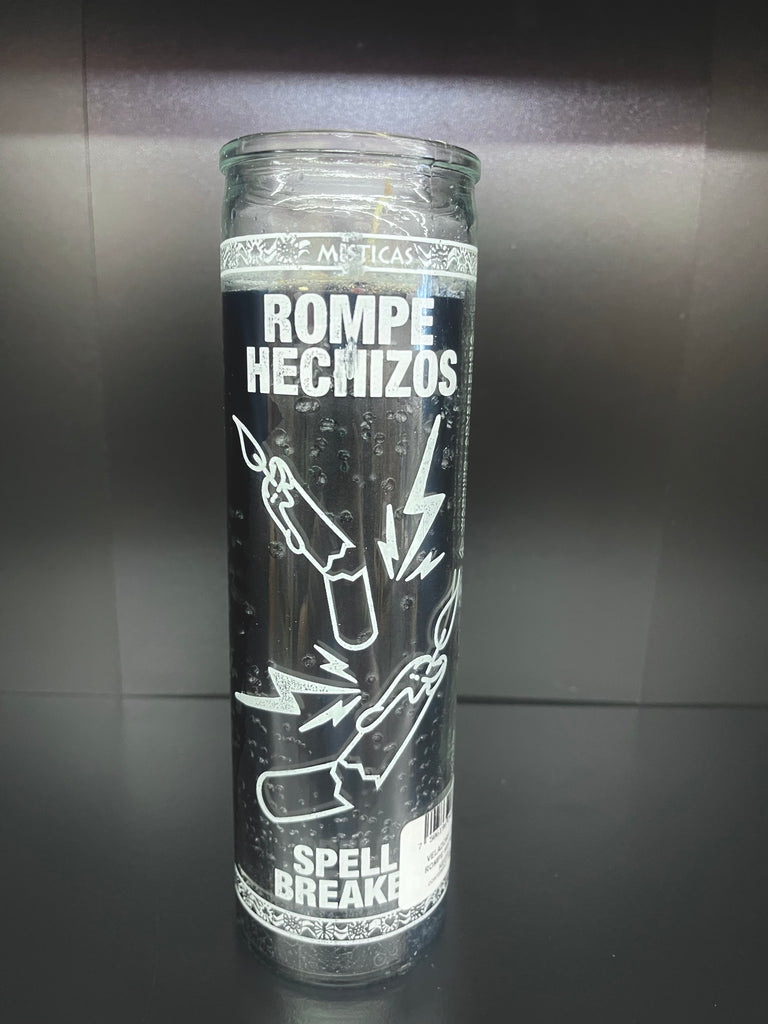 MISTICAS
ROMPE
HECHIZOS
SPELL
BREAKE